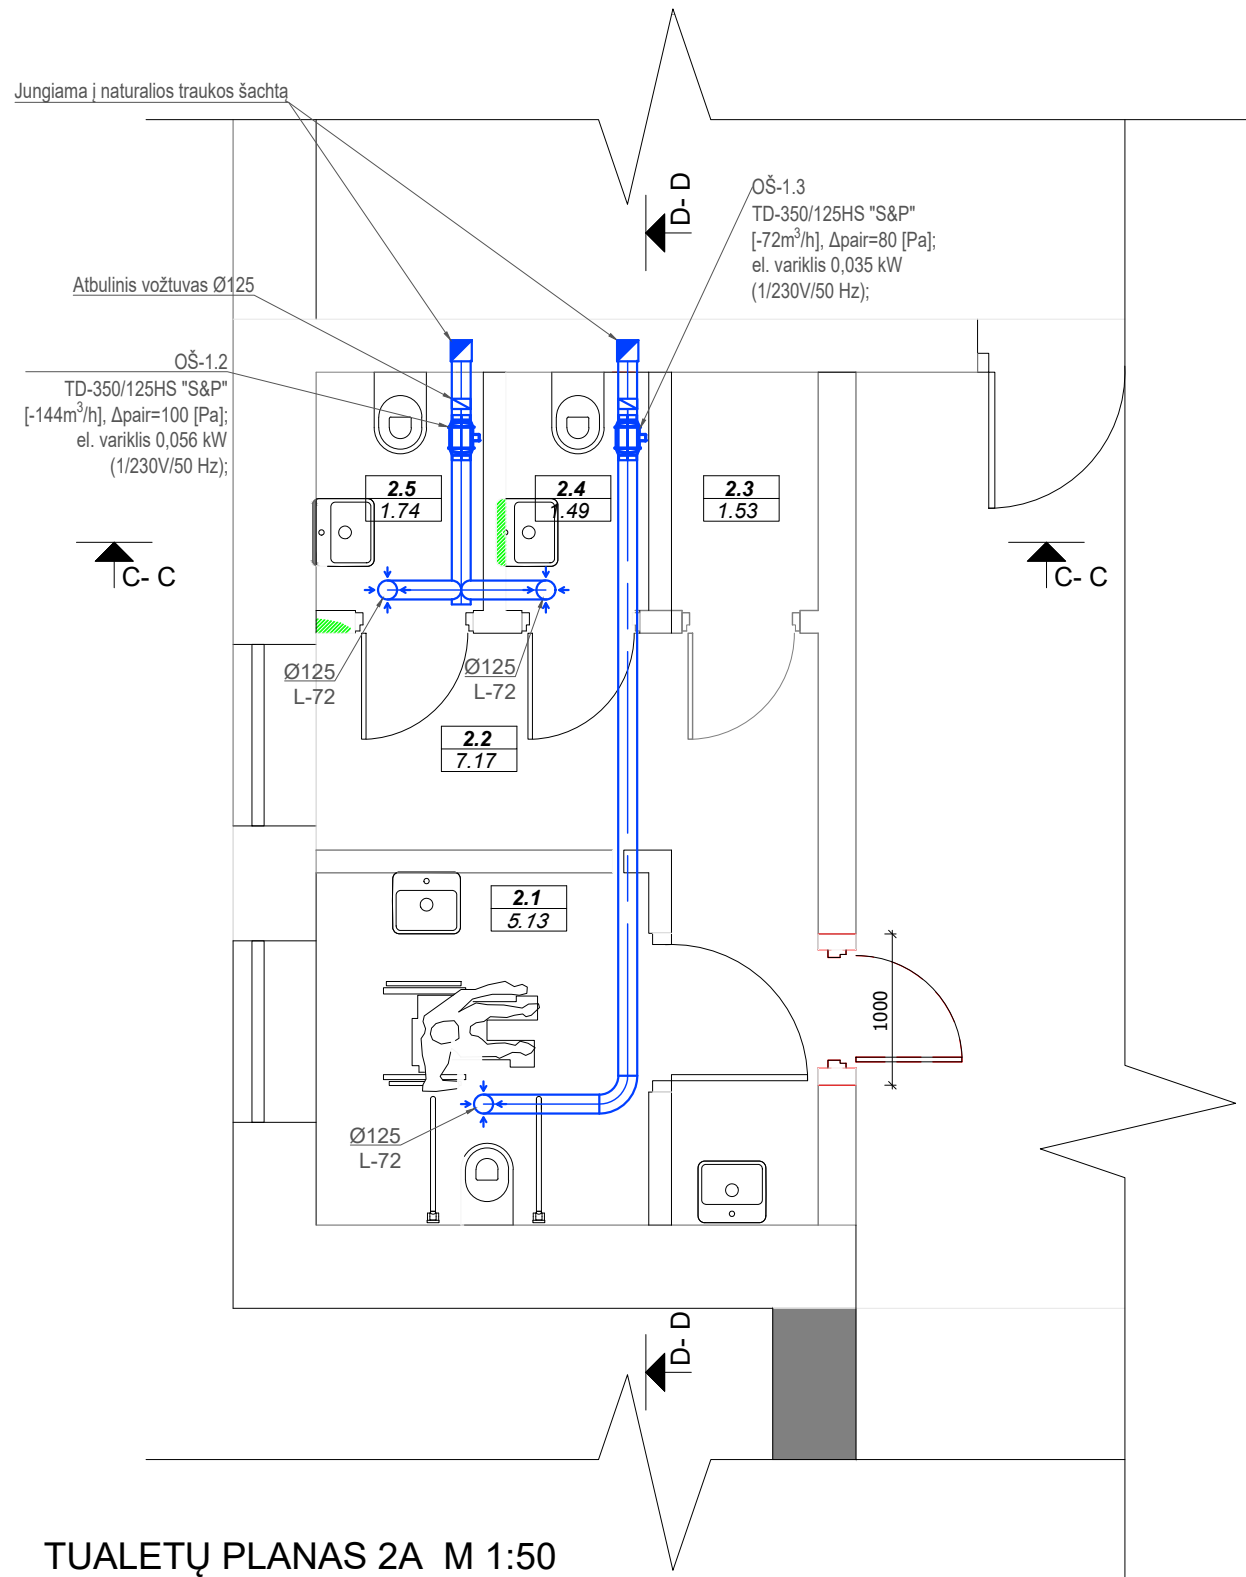 Jungiama į naturalios traukos šachtą
D- D
OŠ-1.3
TD-350/125HS "S&P"
[-72m³/h], Δpair=80 [Pa];
el. variklis 0,035 kW
(1/230V/50 Hz);
Atbulinis vožtuvas Ø125
OŠ-1.2
TD-350/125HS "S&P"
[-144m³/h], Δpair=100 [Pa];
el. variklis 0,056 kW
(1/230V/50 Hz);
2.5
1.74
2.4
1.49
2.3
1.53
C- C
C- C
Ø125
L-72
Ø125
L-72
2.2
7.17
2.1
5.13
1000
Ø125
L-72
D- D
TUALETŲ PLANAS 2A M 1:50